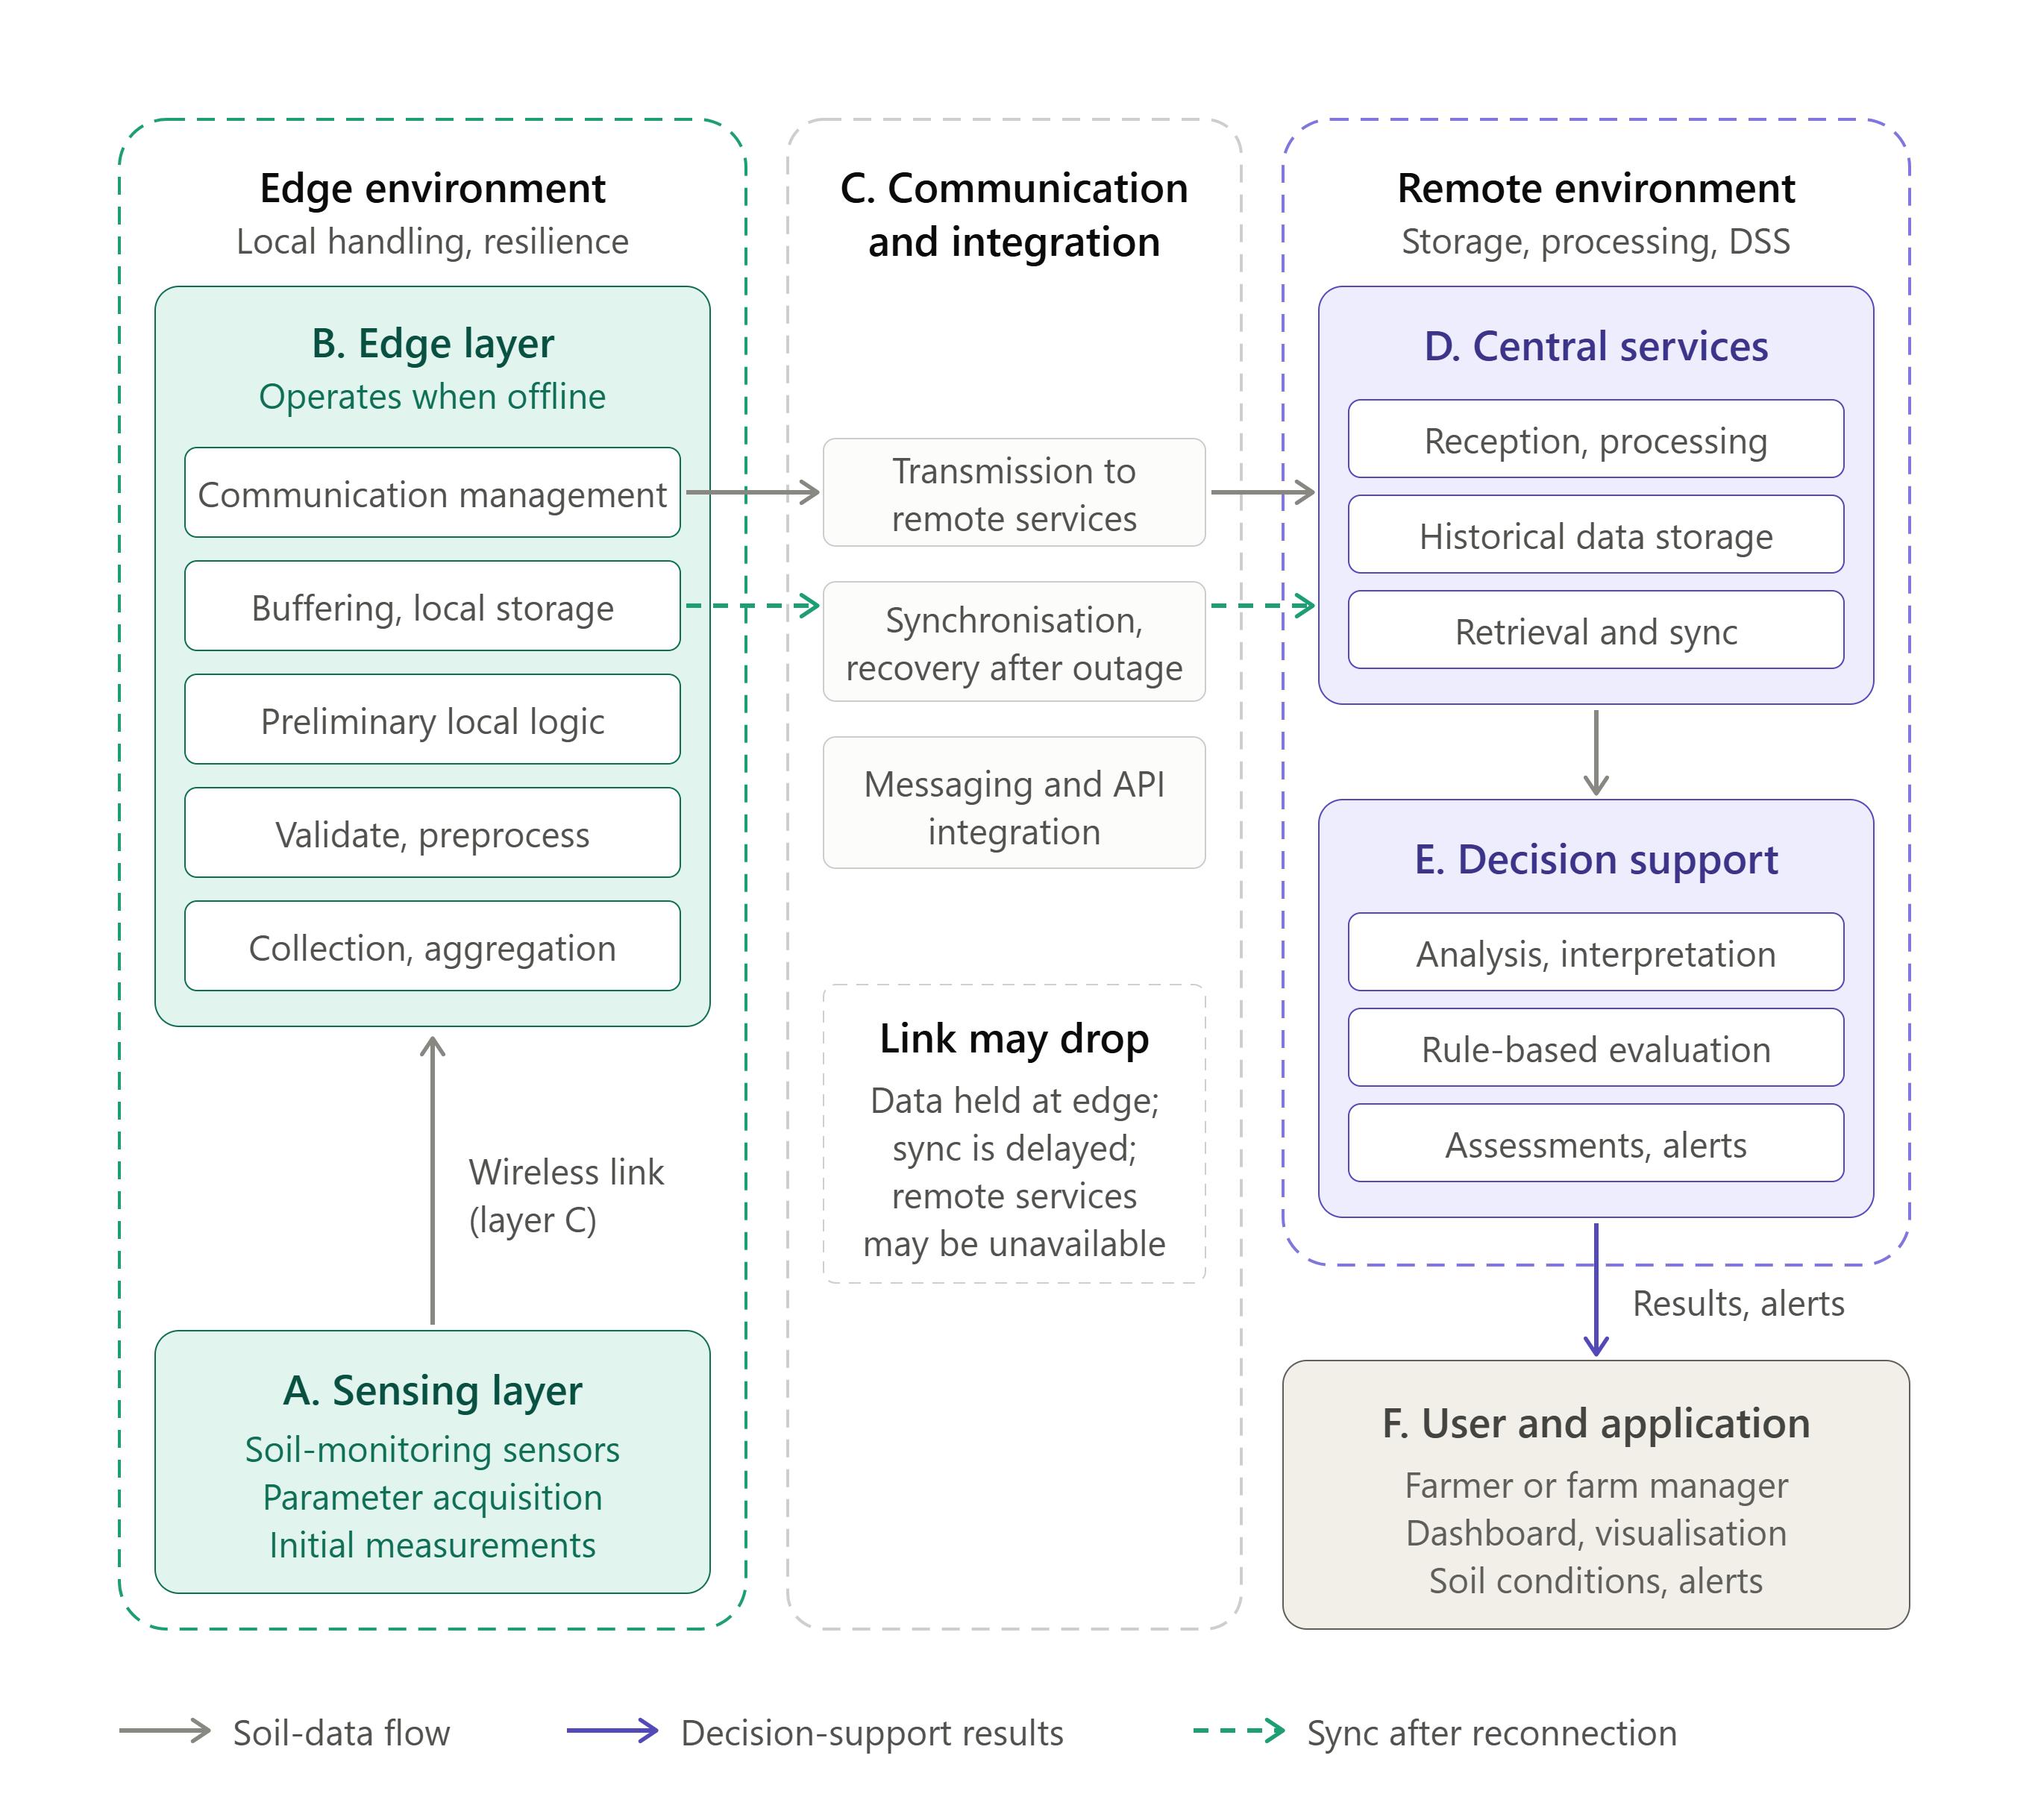 Edge environment
Local handling, resilience
B. Edge layer
Operates when offline
Communication management
Buffering, local storage
Preliminary local logic
Validate, preprocess
Collection, aggregation
Wireless link
(layer C)
A. Sensing layer
Soil-monitoring sensors
Parameter acquisition
Initial measurements
C. Communication
and integration
Transmission to
remote services
Synchronisation,
recovery after outage
Messaging and API
integration
Link may drop
Data held at edge;
sync is delayed;
remote services
may be unavailable
Remote environment
Storage, processing, DSS
D. Central services
Reception, processing
Historical data storage
Retrieval and sync
E. Decision support
Analysis, interpretation
Rule-based evaluation
Assessments, alerts
Results, alerts
F. User and application
Farmer or farm manager
Dashboard, visualisation
Soil conditions, alerts
Soil-data flow
Decision-support results
Sync after reconnection